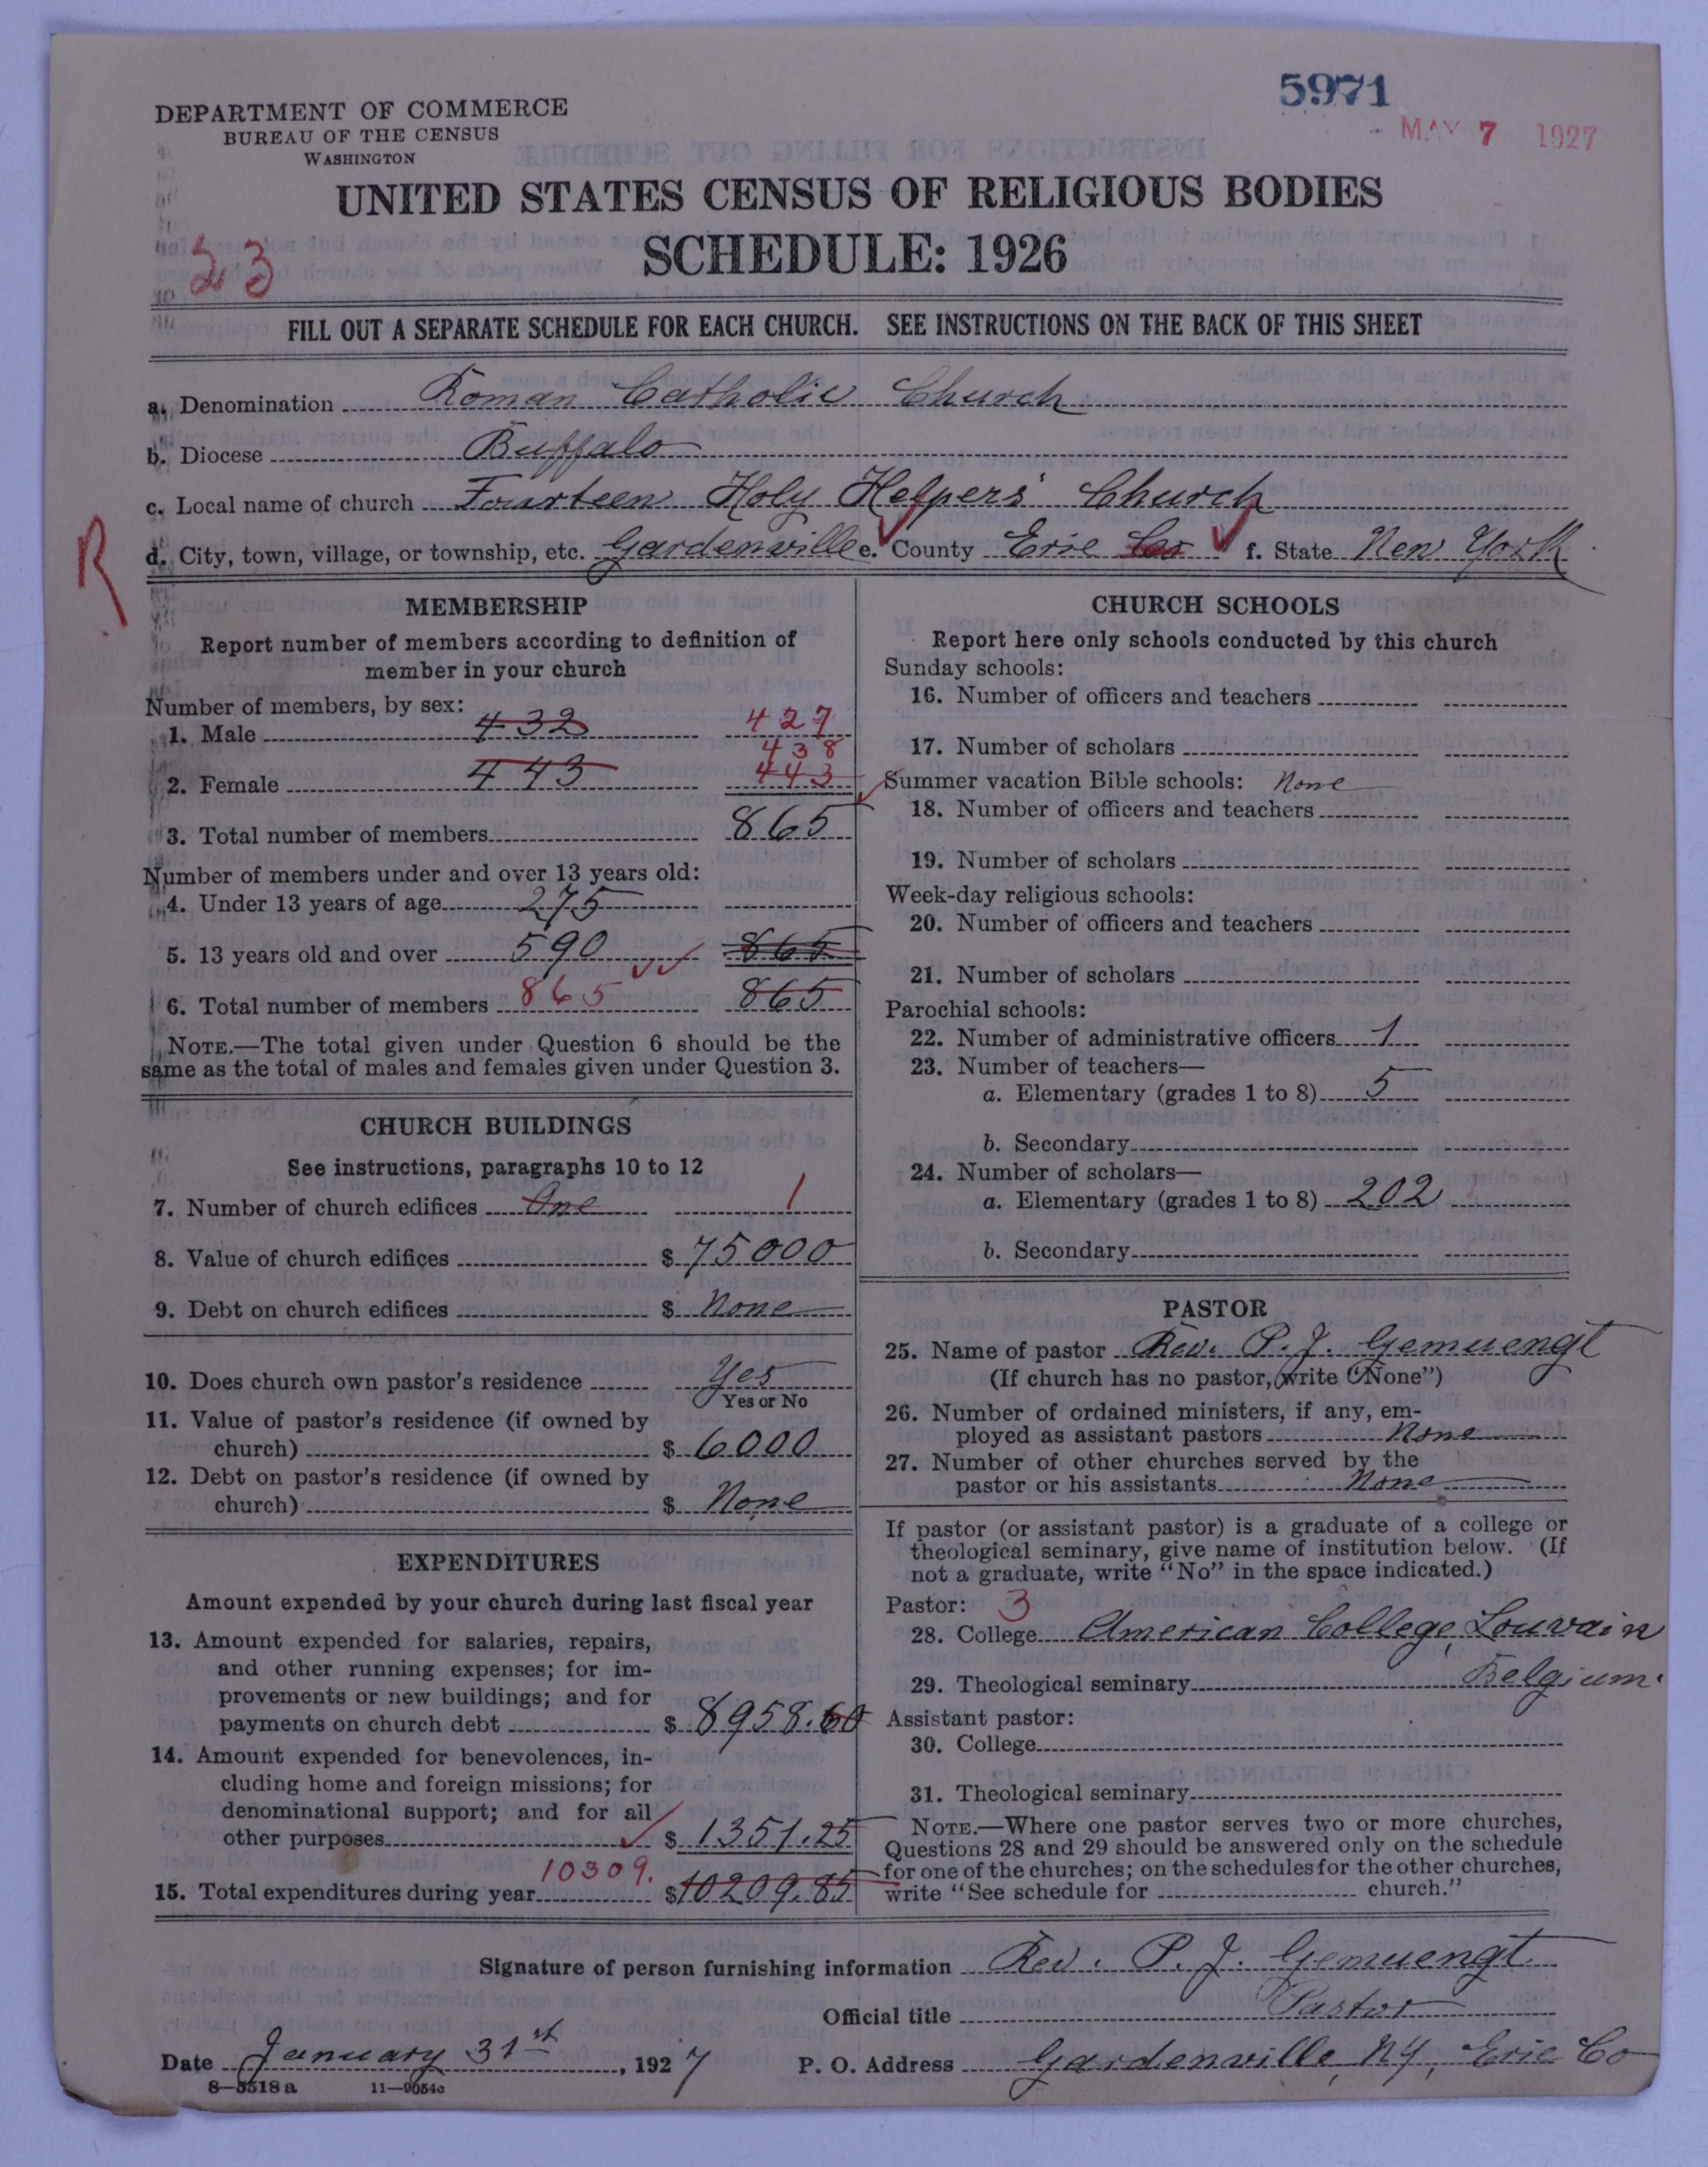 5971
MAY 7 1927
DEPARTMENT OF COMMERCE
BUREAU OF THE CENSUS
WASHINGTON
UNITED STATES CENSUS OF RELIGIOUS BODIES
SCHEDULE: 1926
23
FILL OUT A SEPARATE SCHEDULE FOR EACH CHURCH. SEE INSTRUCTIONS ON THE BACK OF THIS SHEET
a. Denomination Roman Catholic Church
b. Diocese Buffalo
c. Local name of church Fourteen Holy Helpers' Church
R
d. City, town, village, or township, etc. Gardenville e. County Erie Co f. State New York
MEMBERSHIP
Report number of members according to definition of
member in your church
Number of members, by sex:
1. Male 432 427
438
2. Female 443 443
3. Total number of members 865
Number of members under and over 13 years old:
4. Under 13 years of age 275
5. 13 years old and over 590 865
6. Total number of members 865 865
NOTE.—The total given under Question 6 should be the
same as the total of males and females given under Question 3.
CHURCH BUILDINGS
See instructions, paragraphs 10 to 12
7. Number of church edifices One 1
8. Value of church edifices $ 75000
9. Debt on church edifices $ None
10. Does church own pastor's residence Yes
Yes or No
11. Value of pastor's residence (if owned by
church) $ 6000
12. Debt on pastor's residence (if owned by
church) $ None
EXPENDITURES
Amount expended by your church during last fiscal year
13. Amount expended for salaries, repairs,
and other running expenses; for im-
provements or new buildings; and for
payments on church debt $ 8958.60
14. Amount expended for benevolences, in-
cluding home and foreign missions; for
denominational support; and for all
other purposes $ 1351.25
10309.
15. Total expenditures during year $ 10209.85
CHURCH SCHOOLS
Report here only schools conducted by this church
Sunday schools:
16. Number of officers and teachers
17. Number of scholars
Summer vacation Bible schools: None
18. Number of officers and teachers
19. Number of scholars
Week-day religious schools:
20. Number of officers and teachers
21. Number of scholars
Parochial schools:
22. Number of administrative officers 1
23. Number of teachers—
a. Elementary (grades 1 to 8) 5
b. Secondary
24. Number of scholars—
a. Elementary (grades 1 to 8) 202
b. Secondary
PASTOR
25. Name of pastor Rev. P. J. Gemuengt
(If church has no pastor, write "None")
26. Number of ordained ministers, if any, em-
ployed as assistant pastors None
27. Number of other churches served by the
pastor or his assistants None
If pastor (or assistant pastor) is a graduate of a college or
theological seminary, give name of institution below. (If
not a graduate, write "No" in the space indicated.)
Pastor: 3
28. College American College, Louvain
29. Theological seminary Belgium.
Assistant pastor:
30. College
31. Theological seminary
NOTE.—Where one pastor serves two or more churches,
Questions 28 and 29 should be answered only on the schedule
for one of the churches; on the schedules for the other churches,
write "See schedule for church."
Signature of person furnishing information Rev. P. J. Gemuengt
Official title Pastor
Date January 31st, 1927 P. O. Address Gardenville, NY, Erie Co
8—5518a 11—9054c